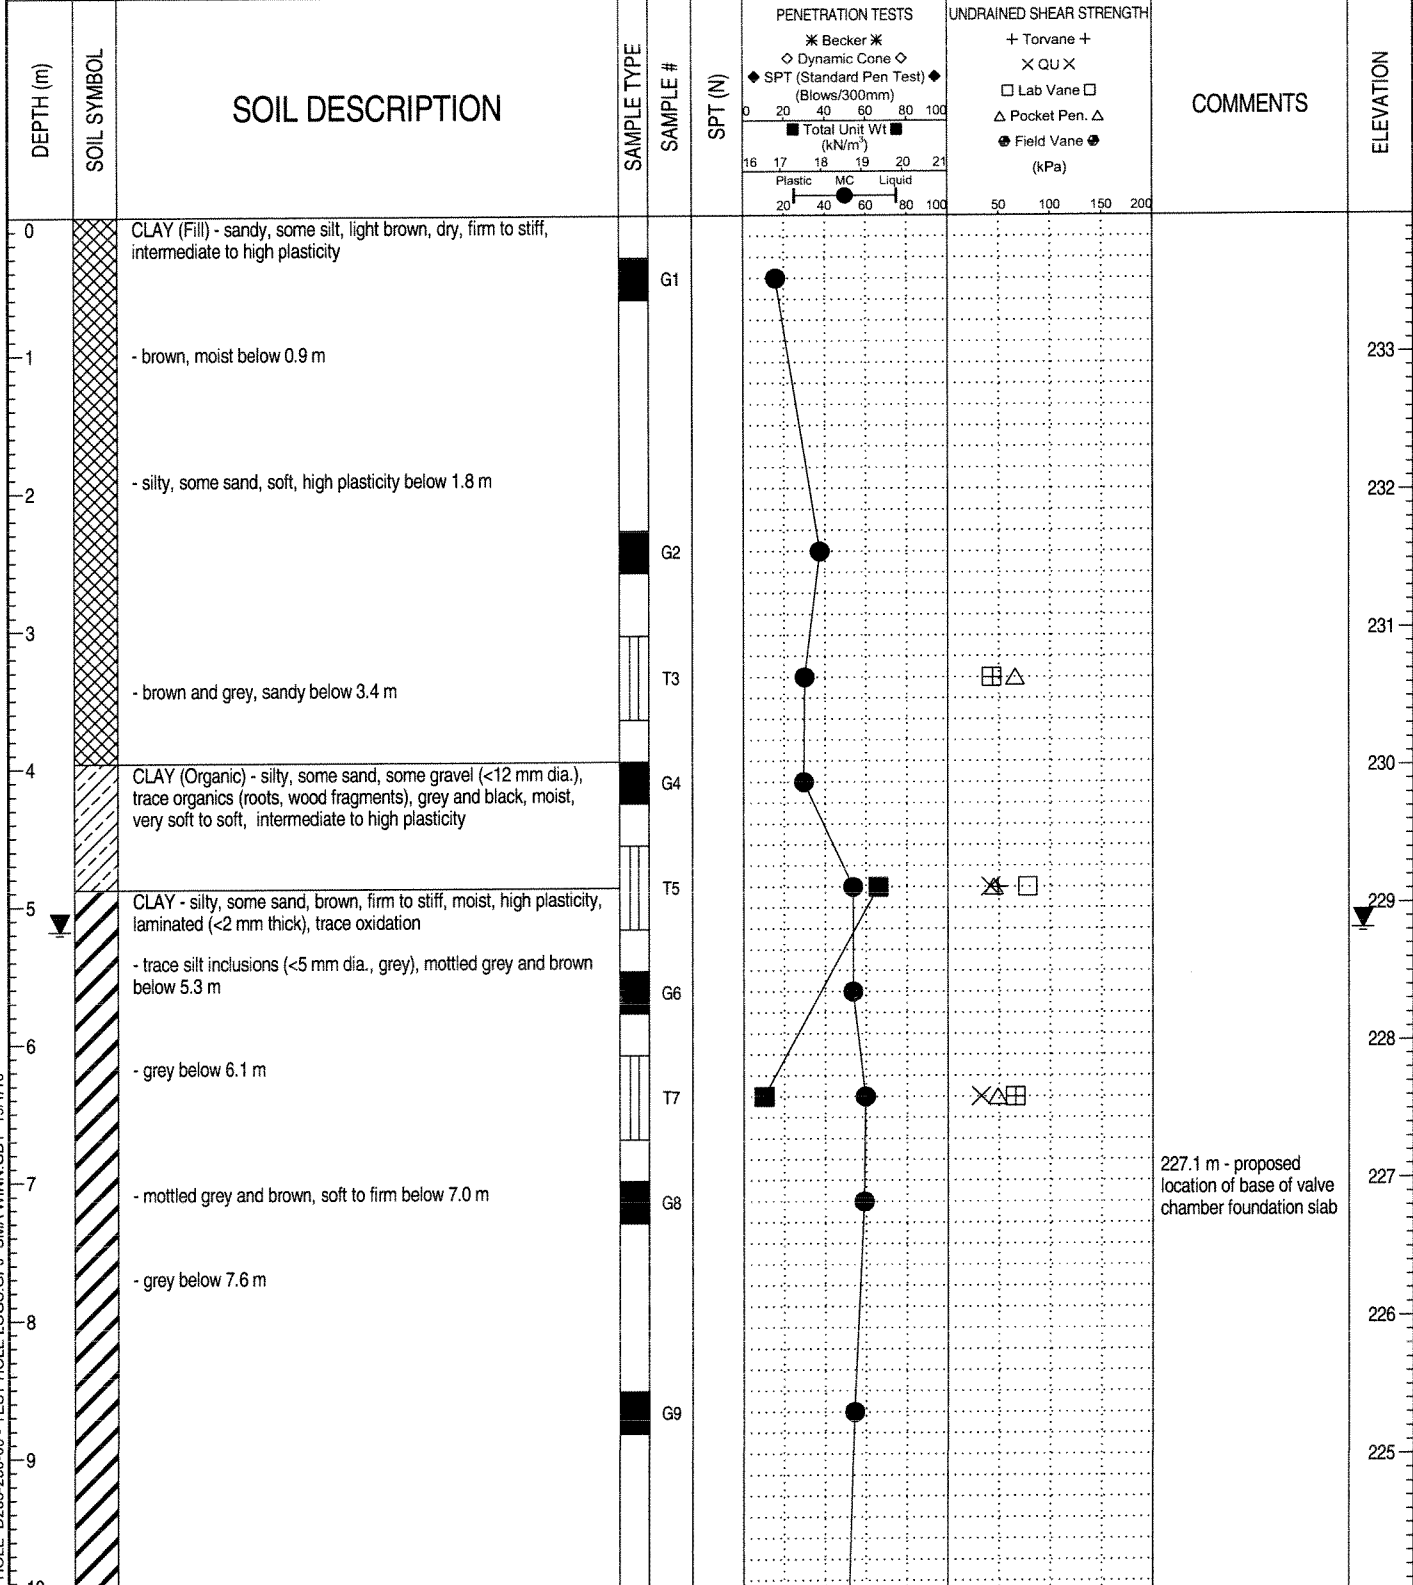 DEPTH (m)
SOIL SYMBOL
SOIL DESCRIPTION
SAMPLE TYPE
SAMPLE #
SPT (N)
PENETRATION TESTS
Becker
Dynamic Cone
SPT (Standard Pen Test)
(Blows/300mm)
0 20 40 60 80 100
Total Unit Wt
(kN/m³)
16 17 18 19 20 21
Plastic MC Liquid
20 40 60 80 100
UNDRAINED SHEAR STRENGTH
+ Torvane +
× QU ×
□ Lab Vane □
△ Pocket Pen. △
Field Vane
(kPa)
50 100 150 200
COMMENTS
ELEVATION
0
CLAY (Fill) - sandy, some silt, light brown, dry, firm to stiff,
intermediate to high plasticity
G1
1
- brown, moist below 0.9 m
233
- silty, some sand, soft, high plasticity below 1.8 m
2
232
G2
3
231
T3
- brown and grey, sandy below 3.4 m
4
230
CLAY (Organic) - silty, some sand, some gravel (<12 mm dia.),
trace organics (roots, wood fragments), grey and black, moist,
very soft to soft, intermediate to high plasticity
G4
T5
5
229
CLAY - silty, some sand, brown, firm to stiff, moist, high plasticity,
laminated (<2 mm thick), trace oxidation
- trace silt inclusions (<5 mm dia., grey), mottled grey and brown
below 5.3 m
G6
6
228
- grey below 6.1 m
T7
227.1 m - proposed
location of base of valve
chamber foundation slab
7
227
- mottled grey and brown, soft to firm below 7.0 m
G8
- grey below 7.6 m
8
226
G9
9
225